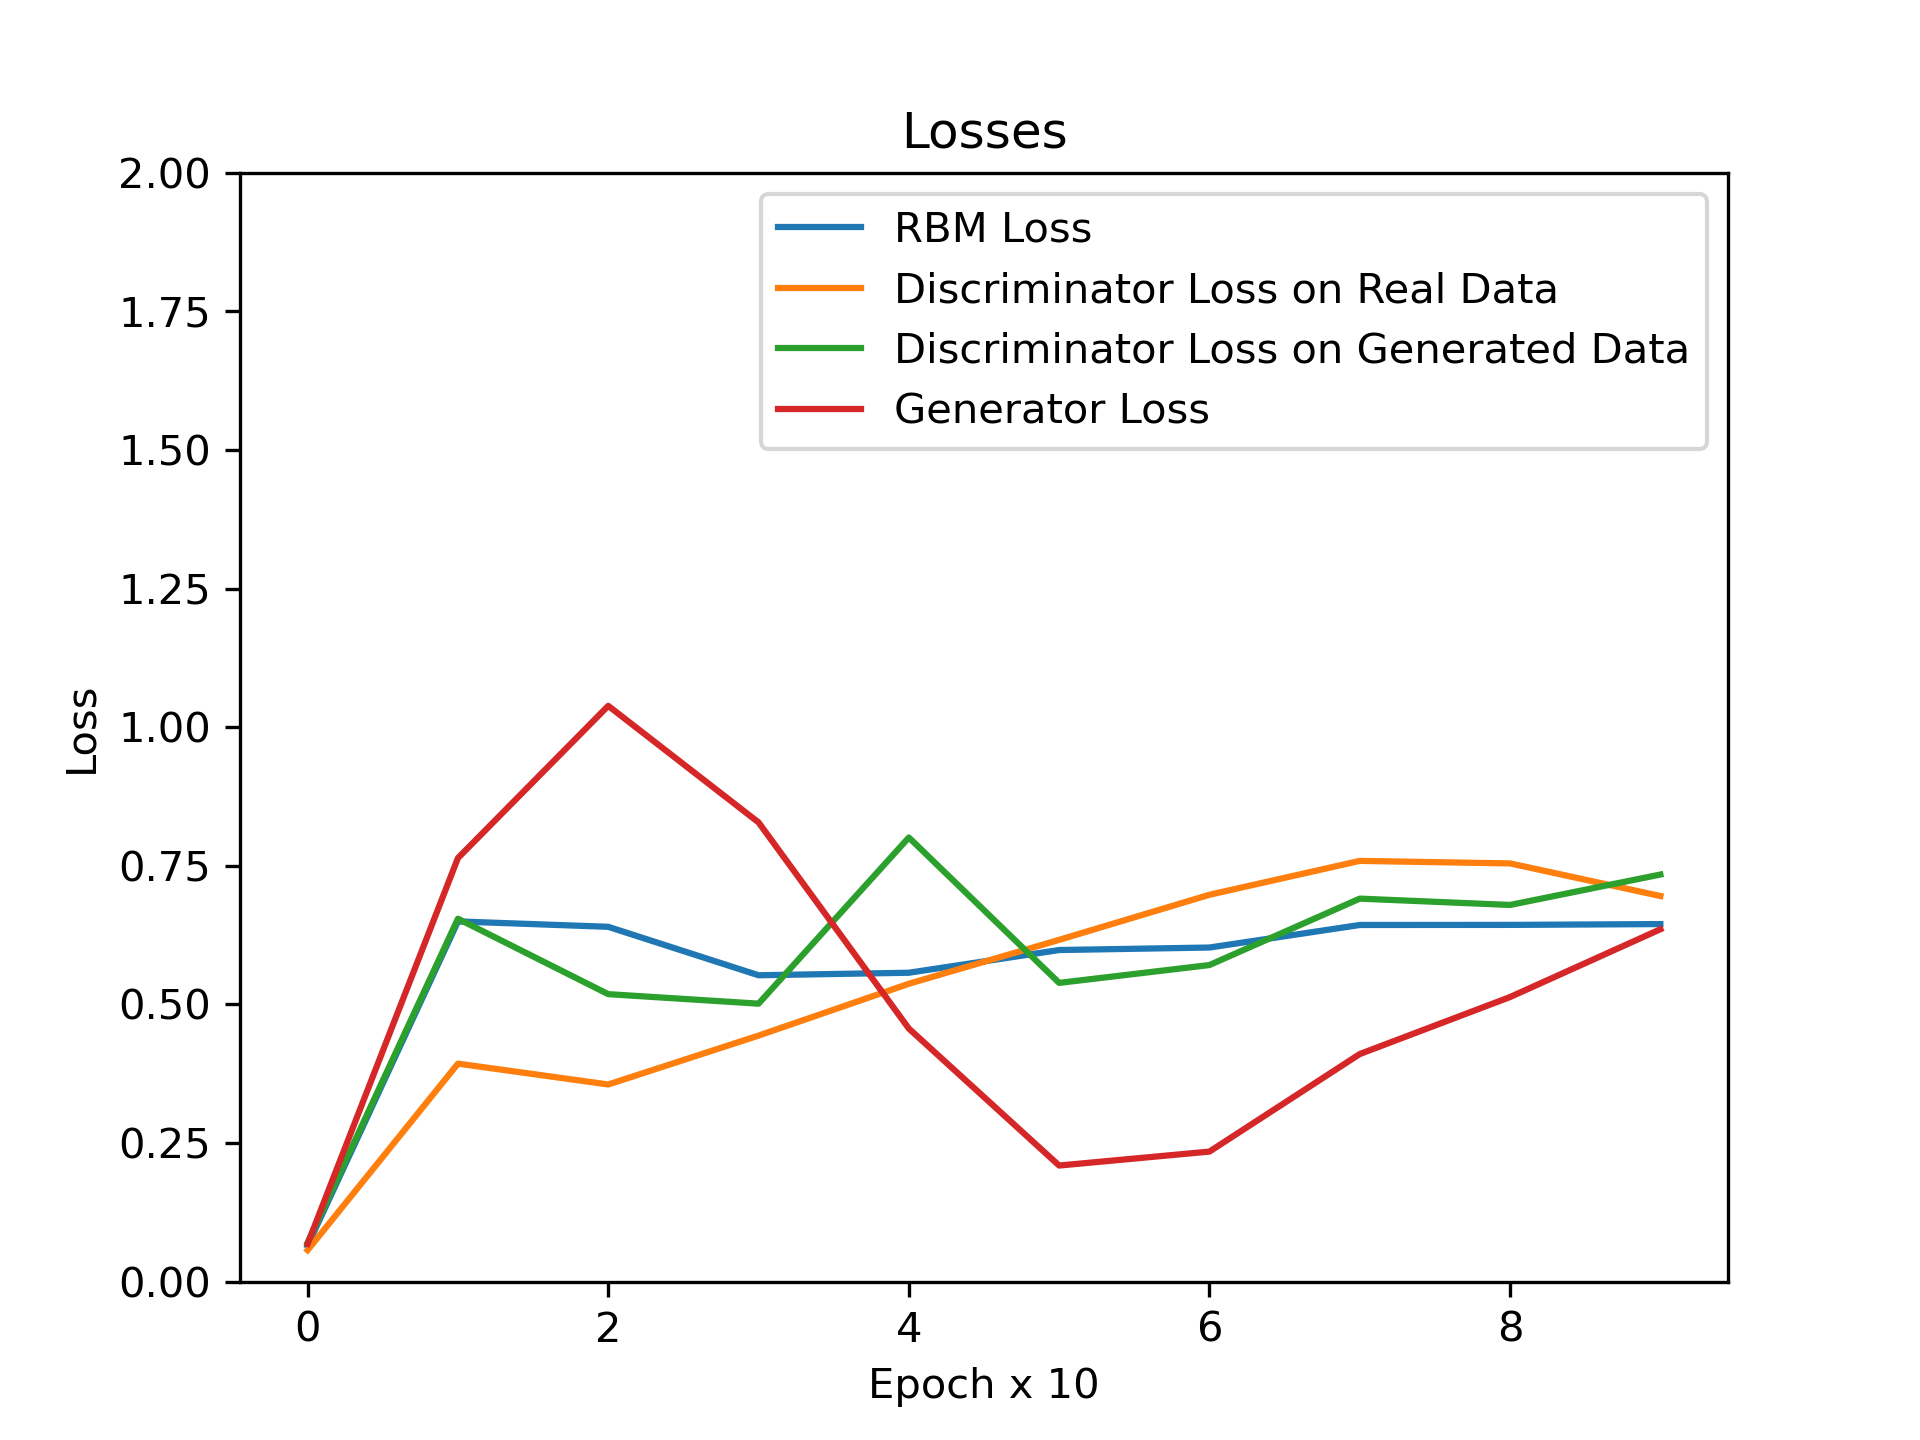 Losses
2.00
1.75
1.50
1.25
1.00
0.75
0.50
0.25
0.00
Loss
RBM Loss
Discriminator Loss on Real Data
Discriminator Loss on Generated Data
Generator Loss
0 2 4 6 8
Epoch x 10